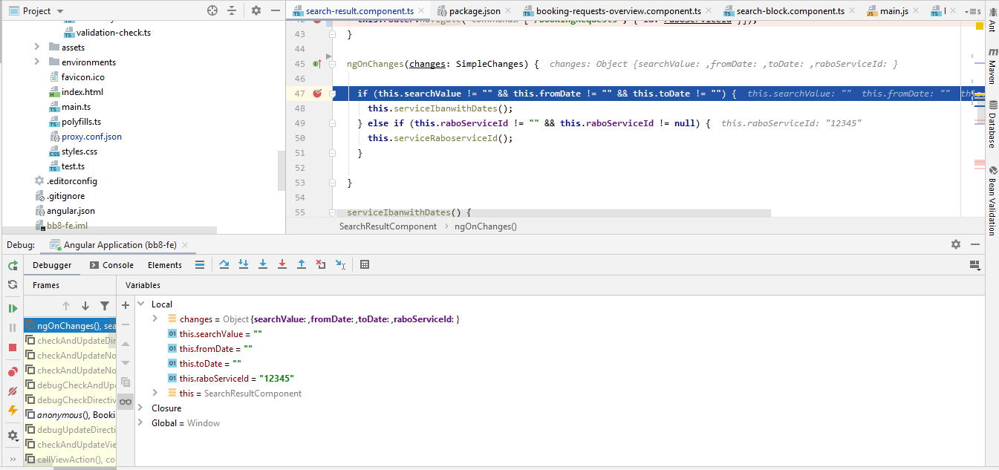 Project
validation-check.ts
assets
environments
favicon.ico
index.html
main.ts
polyfills.ts
proxy.conf.json
styles.css
test.ts
.editorconfig
.gitignore
angular.json
bb8-fe.iml
search-result.component.ts
package.json
booking-requests-overview.component.ts
search-block.component.ts
main.js
5
43 }
44
45 ngOnChanges(changes: SimpleChanges) { changes: Object {searchValue: ,fromDate: ,toDate: ,raboServiceId: }
46
47 if (this.searchValue != "" && this.fromDate != "" && this.toDate != "") { this.searchValue: "" this.fromDate: ""
48 this.serviceIbanwithDates();
49 } else if (this.raboServiceId != "" && this.raboServiceId != null) { this.raboServiceId: "12345"
50 this.serviceRaboserviceId();
51 }
52
53 }
54
55 serviceIbanwithDates() {
SearchResultComponent › ngOnChanges()
Ant
m Maven
Database
Bean Validation
Debug: Angular Application (bb8-fe)
Debugger Console Elements
Frames
Variables
ngOnChanges(), sea
checkAndUpdateDir
checkAndUpdateNo
checkAndUpdateNo
debugCheckAndUp
debugCheckDirectiv
anonymous(), Booki
debugUpdateDirecti
checkAndUpdateVie
callViewAction(), co
Local
changes = Object {searchValue: ,fromDate: ,toDate: ,raboServiceId: }
this.searchValue = ""
this.fromDate = ""
this.toDate = ""
this.raboServiceId = "12345"
this = SearchResultComponent
Closure
Global = Window